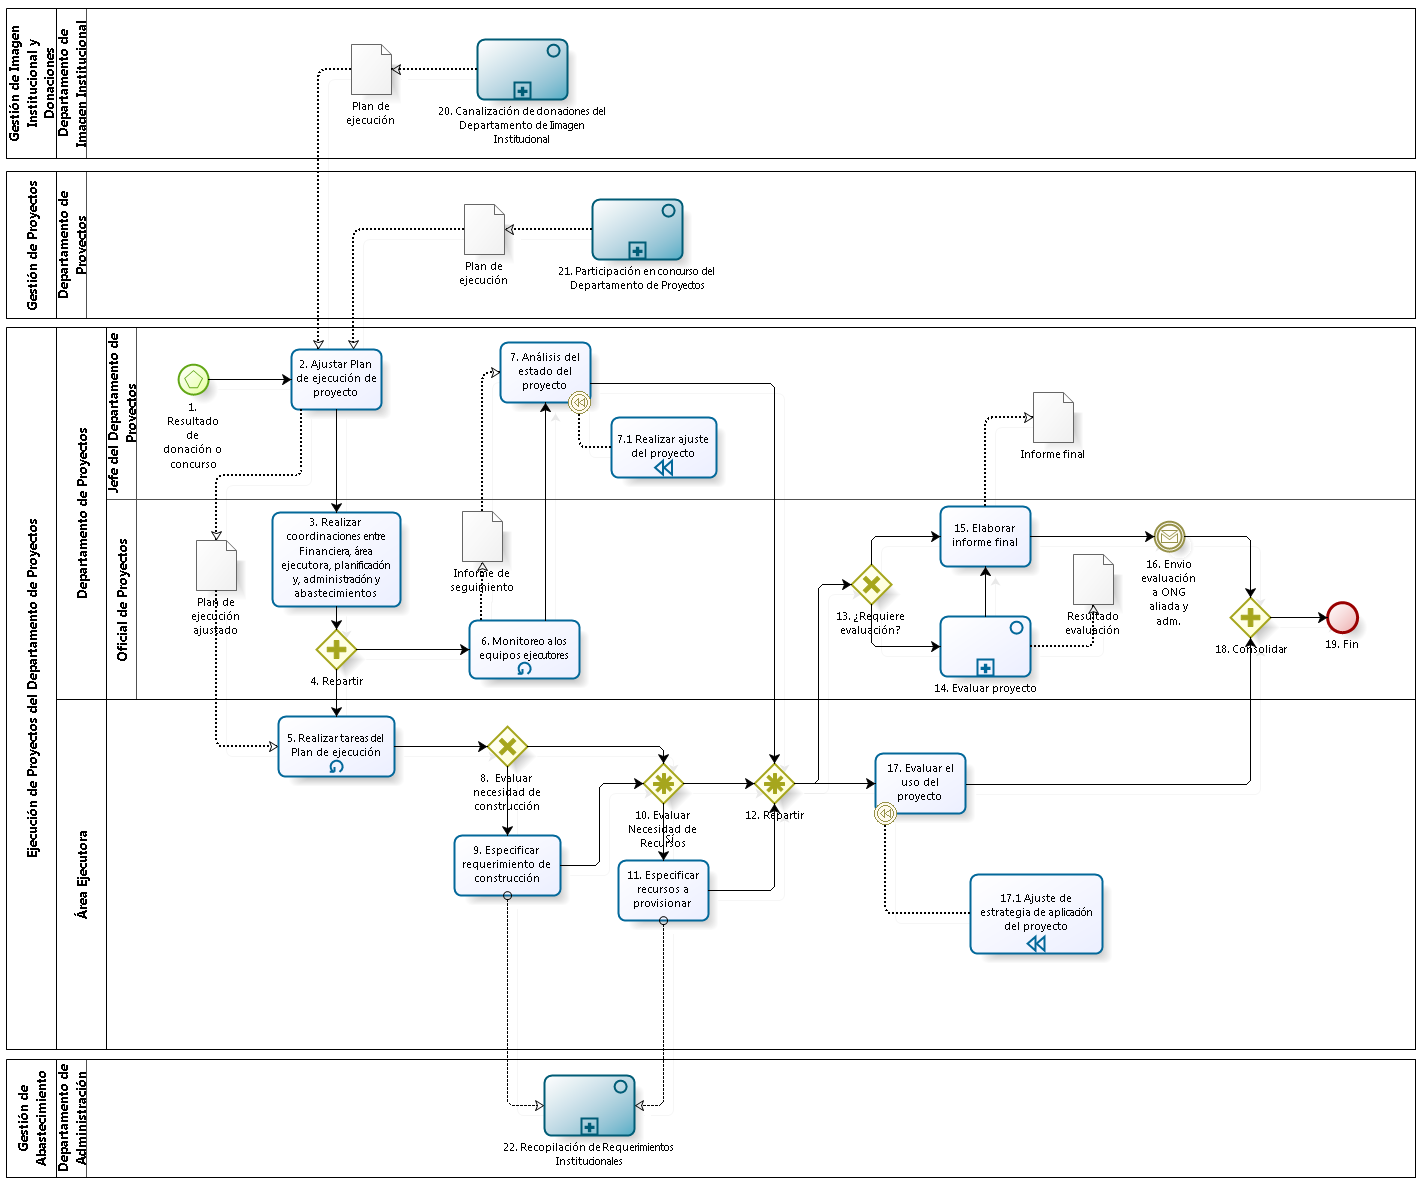 Gestión de Imagen
Institucional y
Donaciones
Departamento de
Imagen Institucional
Plan de
ejecución
20. Canalización de donaciones del
Departamento de Imagen
Institucional
Gestión de Proyectos
Departamento de
Proyectos
Plan de
ejecución
21. Participación en concurso del
Departamento de Proyectos
Ejecución de Proyectos del Departamento de Proyectos
Departamento de Proyectos
Jefe del Departamento de
Proyectos
1.
Resultado
de
donación o
concurso
2. Ajustar Plan
de ejecución de
proyecto
7. Análisis del
estado del
proyecto
7.1 Realizar ajuste
del proyecto
Informe final
Oficial de Proyectos
Plan de
ejecución
ajustado
3. Realizar
coordinaciones entre
Financiera, área
ejecutora, planificación
y, administración y
abastecimientos
4. Repartir
Informe de
seguimiento
6. Monitoreo a los
equipos ejecutores
13. ¿Requiere
evaluación?
15. Elaborar
informe final
14. Evaluar proyecto
Resultado
evaluación
16. Envio
evaluación
a ONG
aliada y
adm.
18. Consolidar
19. Fin
Área Ejecutora
5. Realizar tareas del
Plan de ejecución
8. Evaluar
necesidad de
construcción
9. Especificar
requerimiento de
construcción
10. Evaluar
Necesidad de
Recursos
Sí
11. Especificar
recursos a
provisionar
12. Repartir
17. Evaluar el
uso del
proyecto
17.1 Ajuste de
estrategia de aplicación
del proyecto
Gestión de
Abastecimiento
Departamento de
Administración
22. Recopilación de Requerimientos
Institucionales